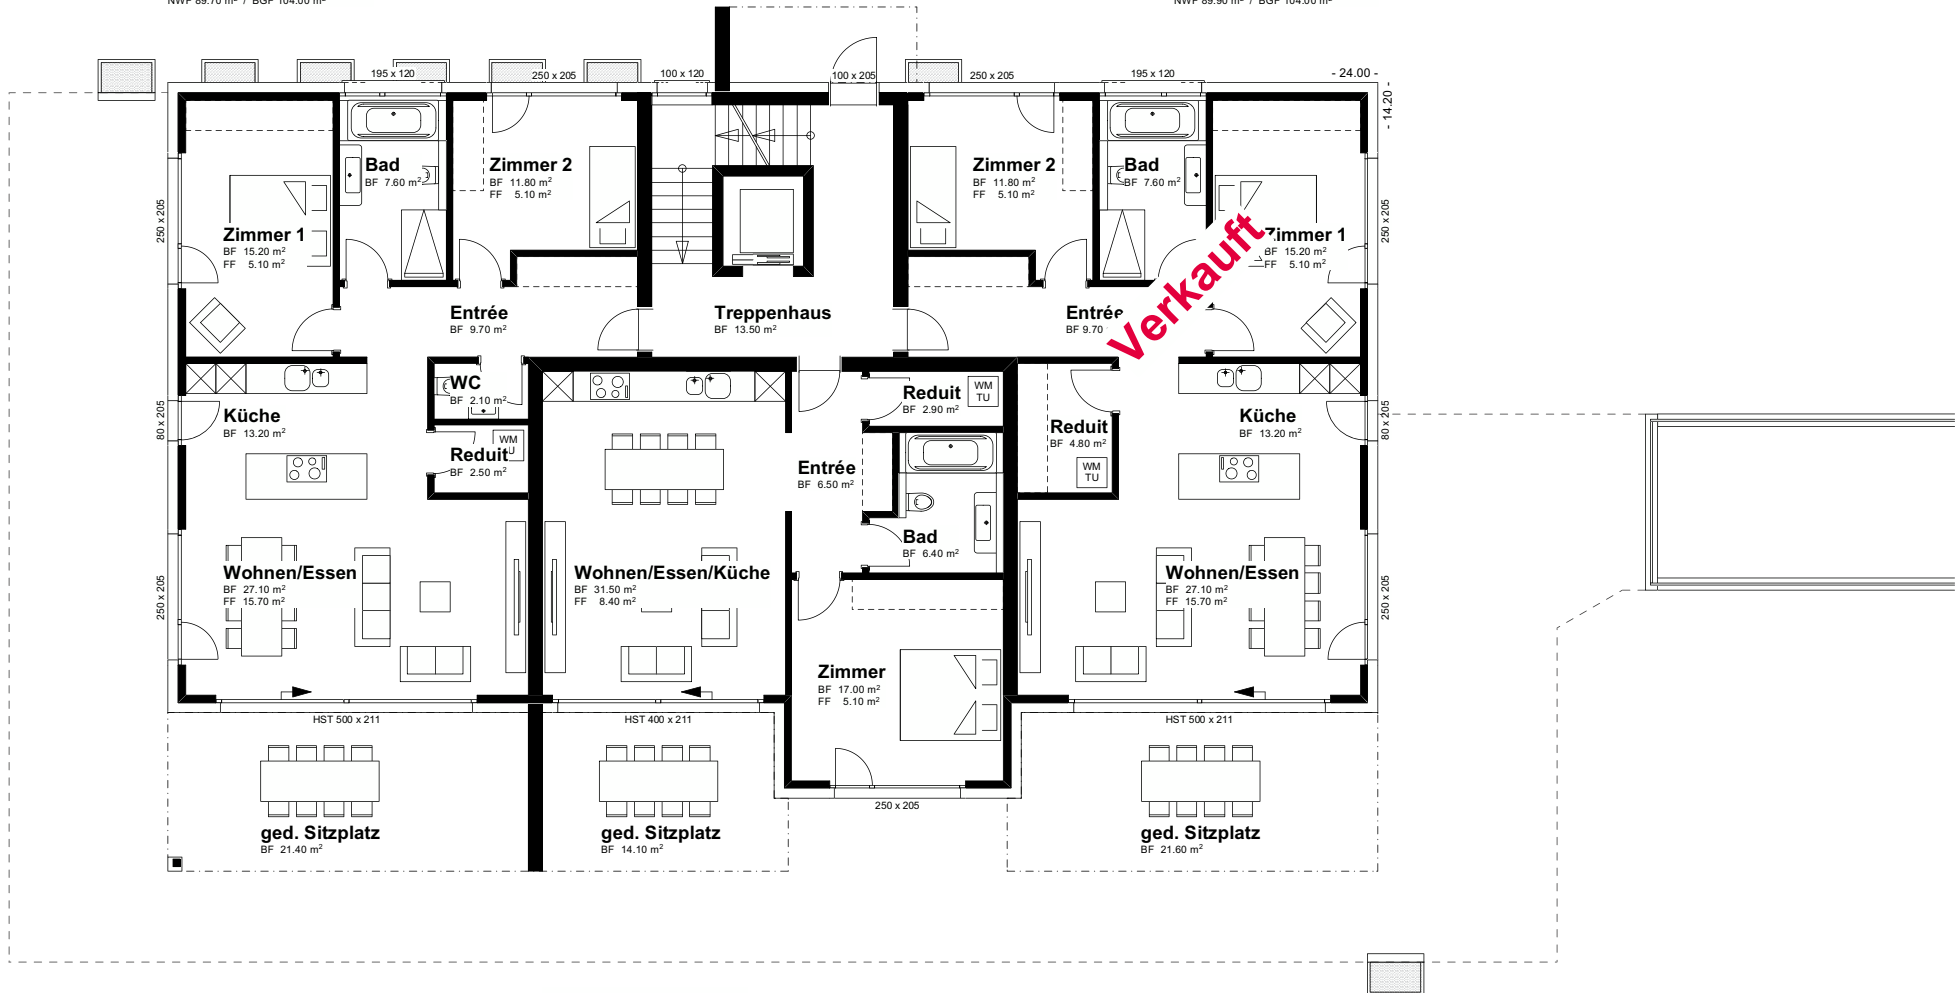 NWF 89.70 m² / BGF 104.00 m²
NWF 89.90 m² / BGF 104.00 m²
195 x 120
250 x 205
100 x 120
100 x 205
250 x 205
195 x 120
- 24.00 -
- 14.20 -
Bad
BF 7.60 m²
Zimmer 2
BF 11.80 m²
FF 5.10 m²
Zimmer 2
BF 11.80 m²
FF 5.10 m²
Bad
BF 7.60 m²
250 x 205
Zimmer 1
BF 15.20 m²
FF 5.10 m²
Verkauft
Zimmer 1
BF 15.20 m²
FF 5.10 m²
250 x 205
Entrée
BF 9.70 m²
Treppenhaus
BF 13.50 m²
Entrée
BF 9.70
WC
BF 2.10 m²
Reduit
BF 2.90 m²
WM
TU
80 x 205
Küche
BF 13.20 m²
Reduit
BF 2.50 m²
WM
Entrée
BF 6.50 m²
Reduit
BF 4.80 m²
WM
TU
Küche
BF 13.20 m²
80 x 205
Bad
BF 6.40 m²
250 x 205
Wohnen/Essen
BF 27.10 m²
FF 15.70 m²
Wohnen/Essen/Küche
BF 31.50 m²
FF 8.40 m²
Wohnen/Essen
BF 27.10 m²
FF 15.70 m²
250 x 205
Zimmer
BF 17.00 m²
FF 5.10 m²
HST 500 x 211
HST 400 x 211
HST 500 x 211
250 x 205
ged. Sitzplatz
BF 21.40 m²
ged. Sitzplatz
BF 14.10 m²
ged. Sitzplatz
BF 21.60 m²